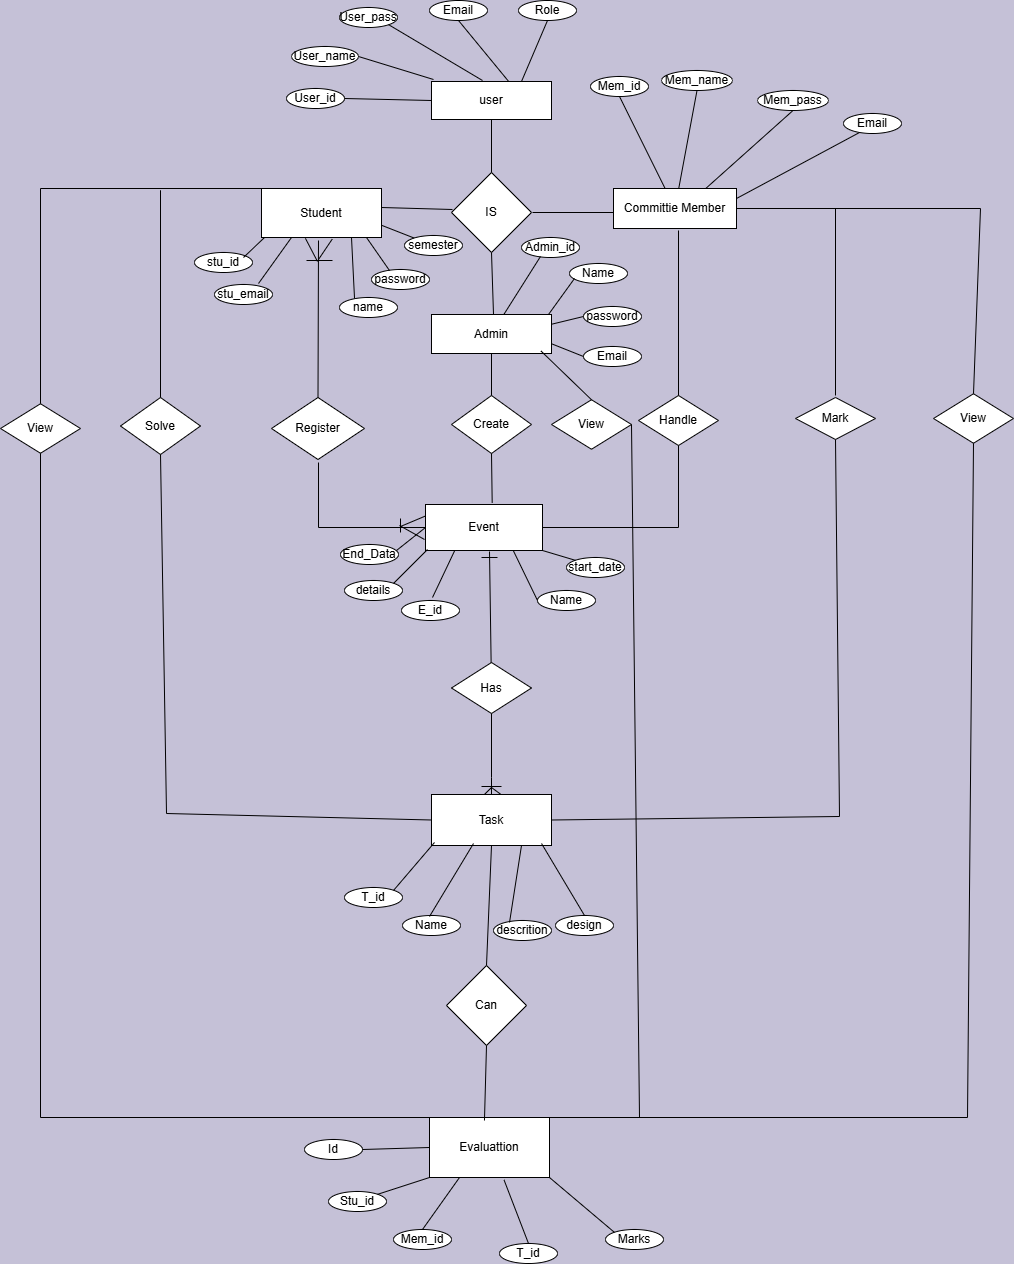 User_pass
Email
Role
User_name
User_id
user
Mem_id
Mem_name
Mem_pass
Email
Student
IS
Committie Member
stu_id
stu_email
name
password
semester
Admin_id
Name
Admin
password
Email
View
Solve
Register
Create
View
Handle
Mark
View
Event
End_Data
details
E_id
Name
start_date
Has
Task
T_id
Name
descrition
design
Can
Evaluattion
Id
Stu_id
Mem_id
T_id
Marks